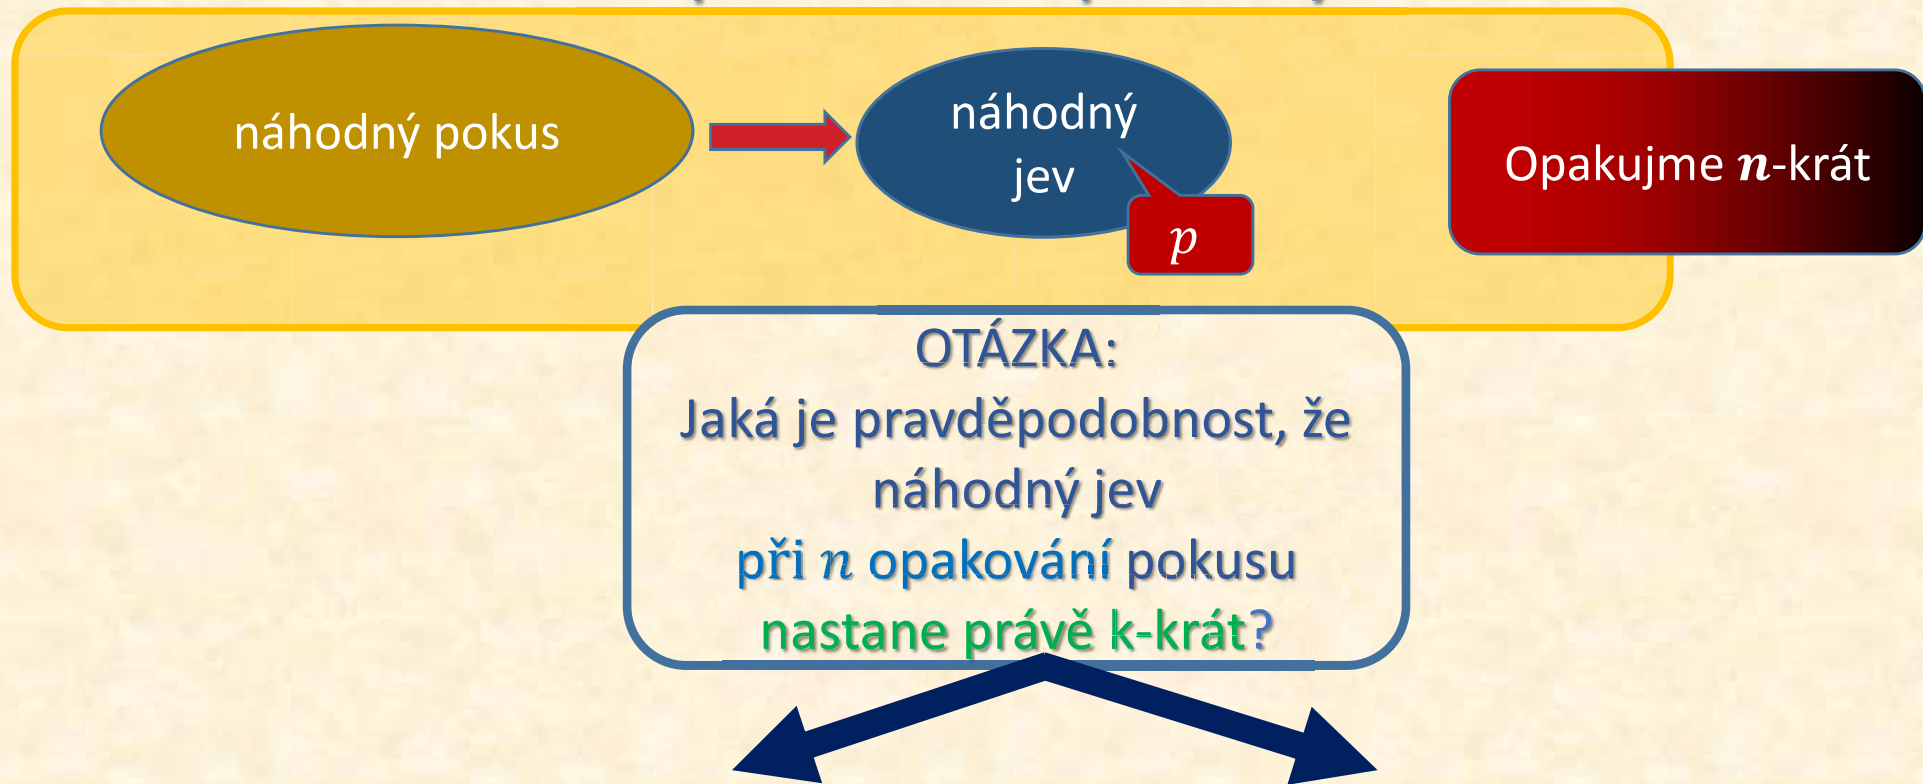 náhodný pokus
náhodný
jev
p
Opakujme n-krát
OTÁZKA:
Jaká je pravděpodobnost, že
náhodný jev
při n opakování pokusu
nastane právě k-krát?